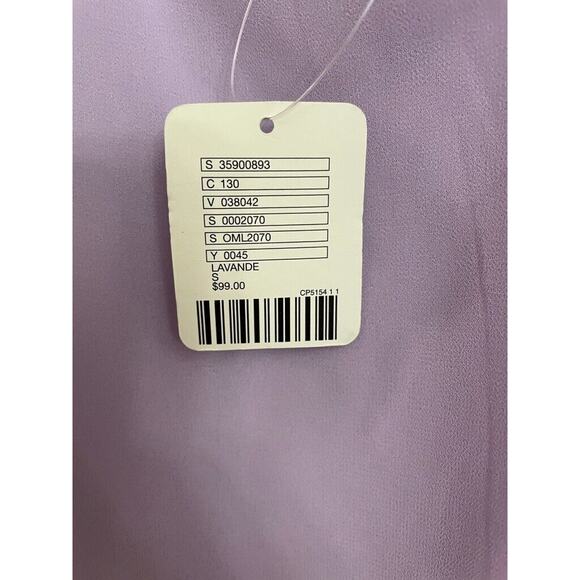 S 35900893
C 130
V 038042
S 0002070
S OML2070
Y 0045
LAVANDE
S
$99.00
CP5154 1 1